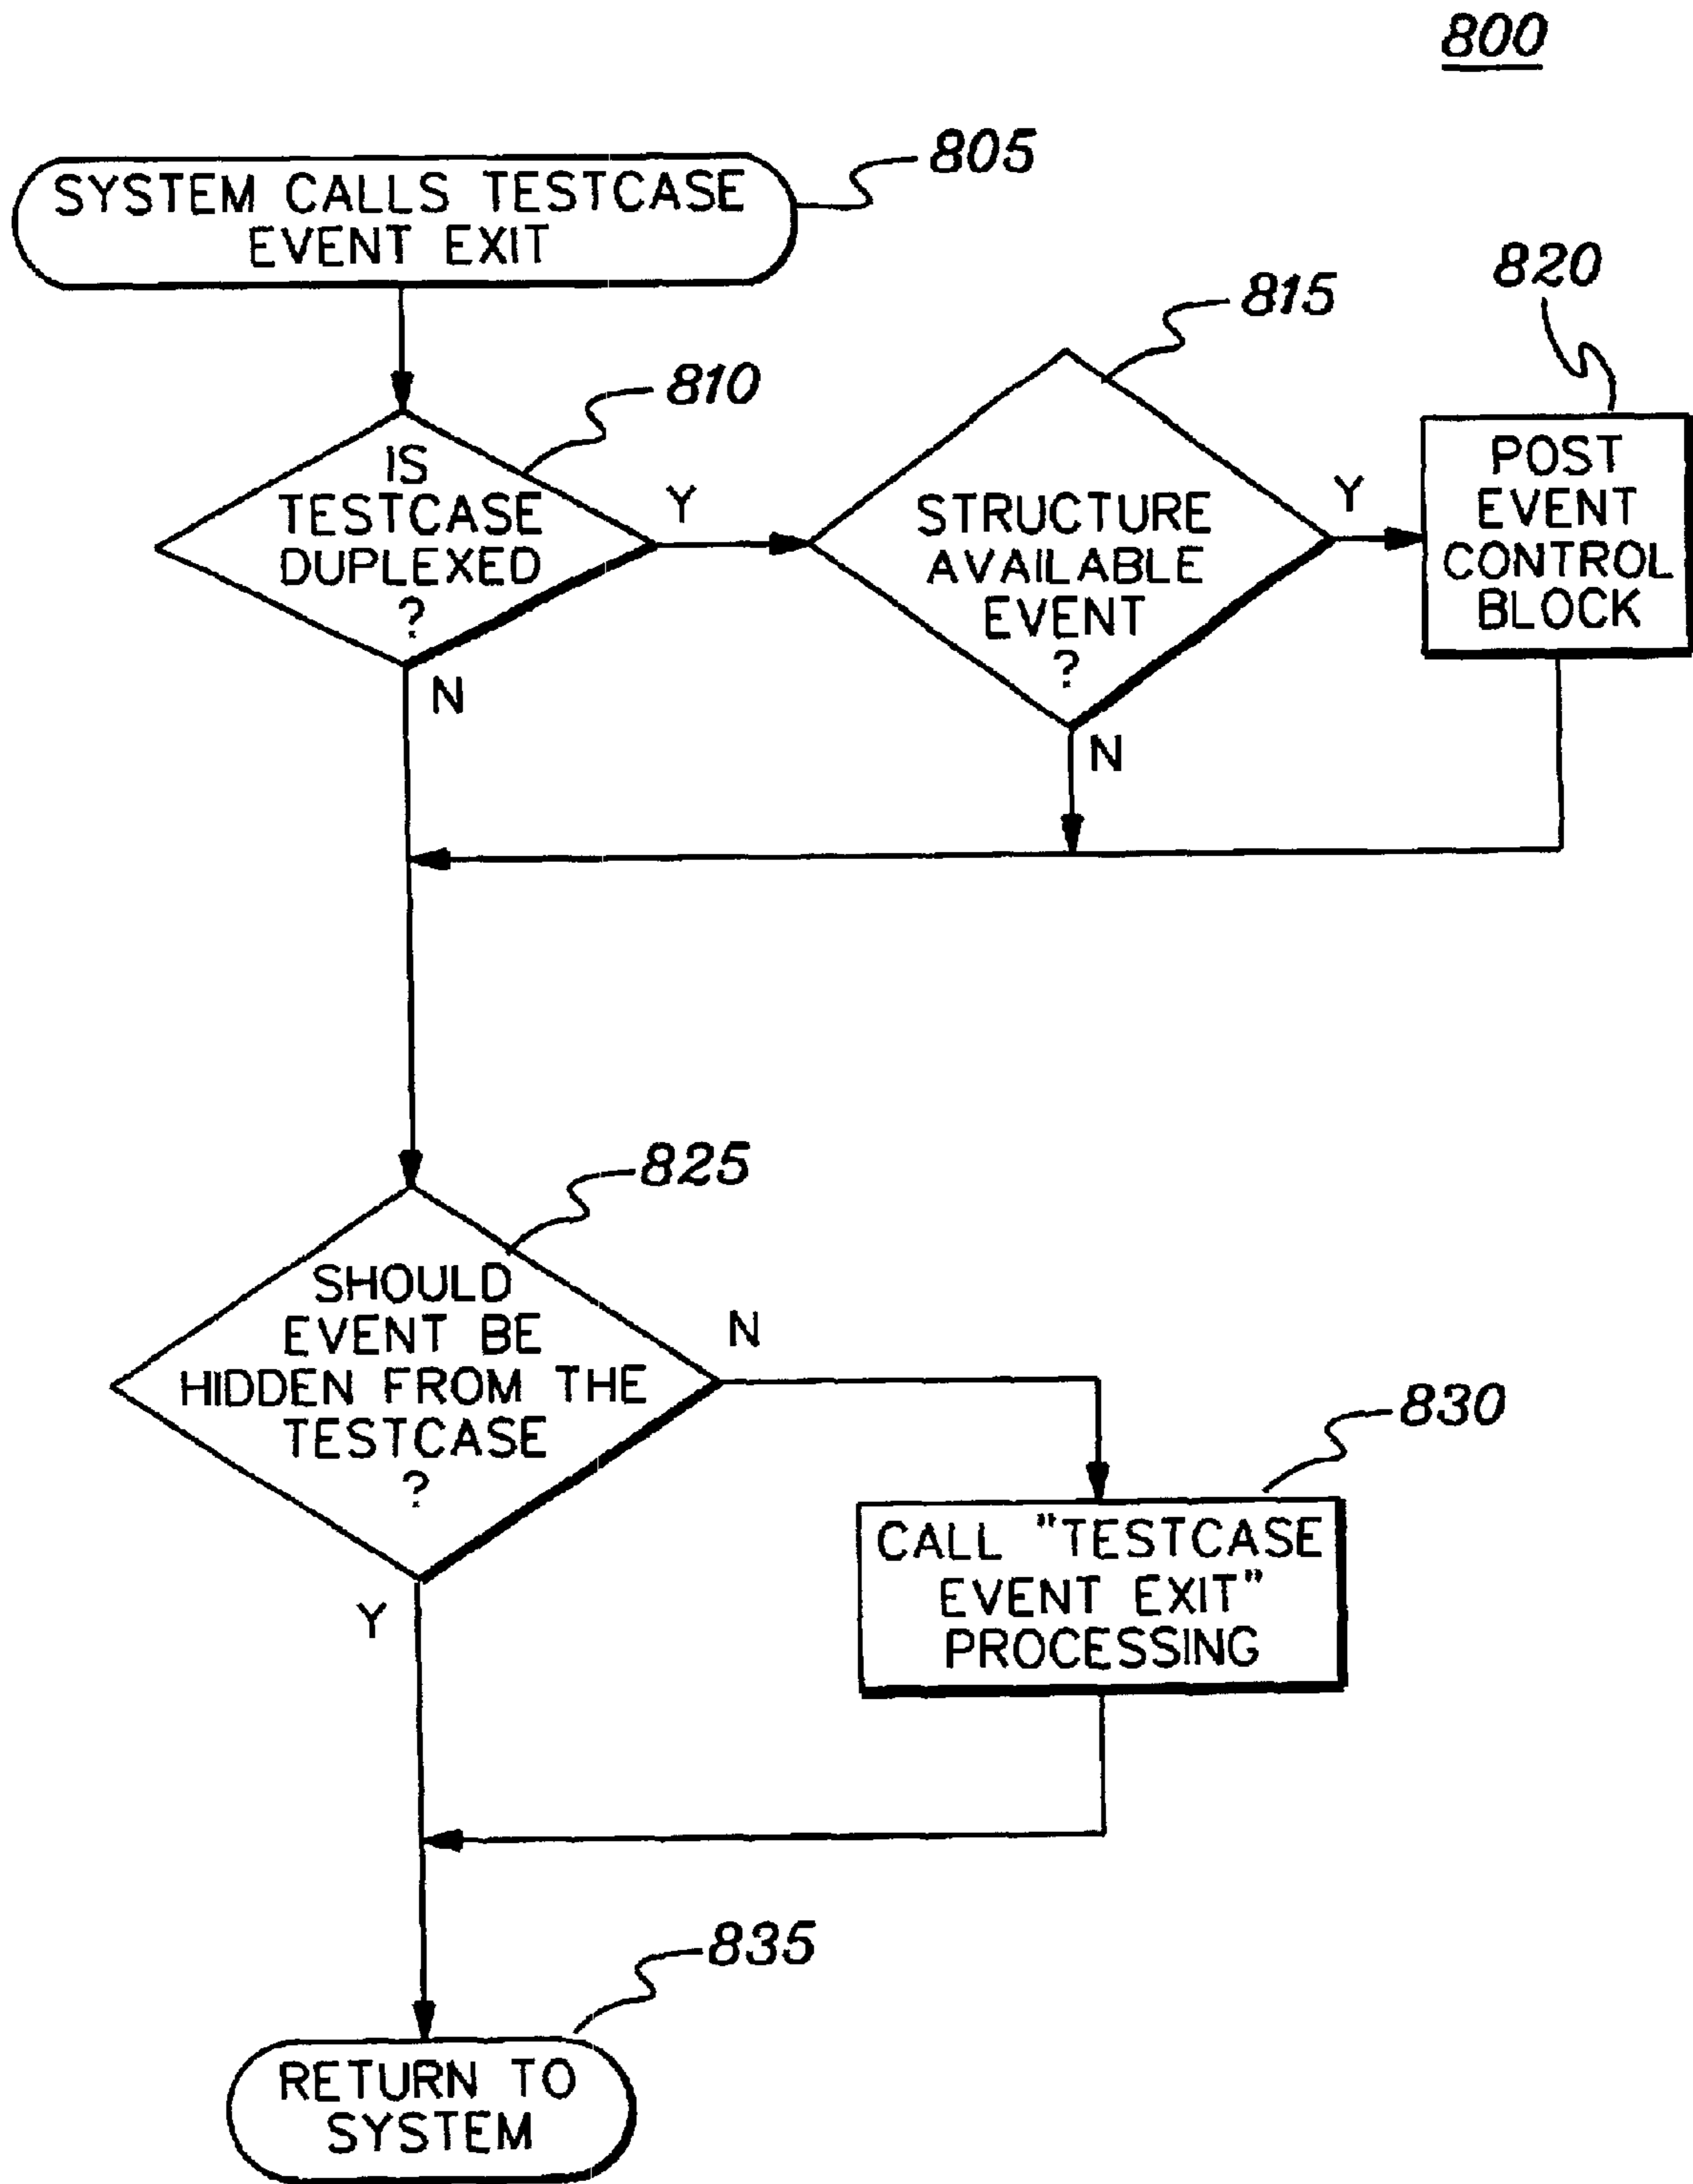 800
805
SYSTEM CALLS TESTCASE
EVENT EXIT
810
IS
TESTCASE
DUPLEXED
?
Y
N
815
STRUCTURE
AVAILABLE
EVENT
?
Y
N
820
POST
EVENT
CONTROL
BLOCK
825
SHOULD
EVENT BE
HIDDEN FROM THE
TESTCASE
?
N
Y
830
CALL "TESTCASE
EVENT EXIT"
PROCESSING
835
RETURN TO
SYSTEM